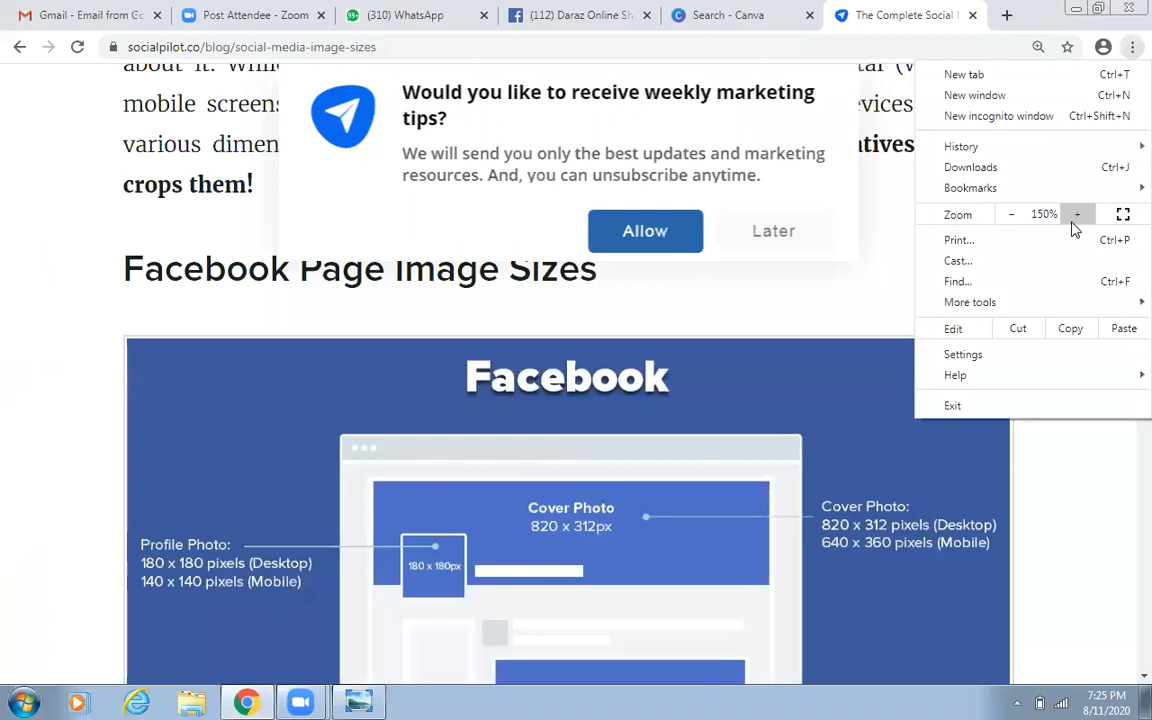 Gmail - Email from Go
Post Attendee - Zoom
(310) WhatsApp
(112) Daraz Online Sh
Search - Canva
The Complete Social M
socialpilot.co/blog/social-media-image-sizes
mobile screens
various dimen
atives
crops them!
Would you like to receive weekly marketing
tips?
We will send you only the best updates and marketing
resources. And, you can unsubscribe anytime.
Allow
Later
New tab Ctrl+T
New window Ctrl+N
New incognito window Ctrl+Shift+N
History
Downloads Ctrl+J
Bookmarks
Zoom - 150% +
Print... Ctrl+P
Cast...
Find... Ctrl+F
More tools
Edit Cut Copy Paste
Settings
Help
Exit
Facebook Page Image Sizes
Facebook
Cover Photo
820 x 312px
Cover Photo:
820 x 312 pixels (Desktop)
640 x 360 pixels (Mobile)
Profile Photo:
180 x 180 pixels (Desktop)
140 x 140 pixels (Mobile)
180 x 180px
7:25 PM
8/11/2020